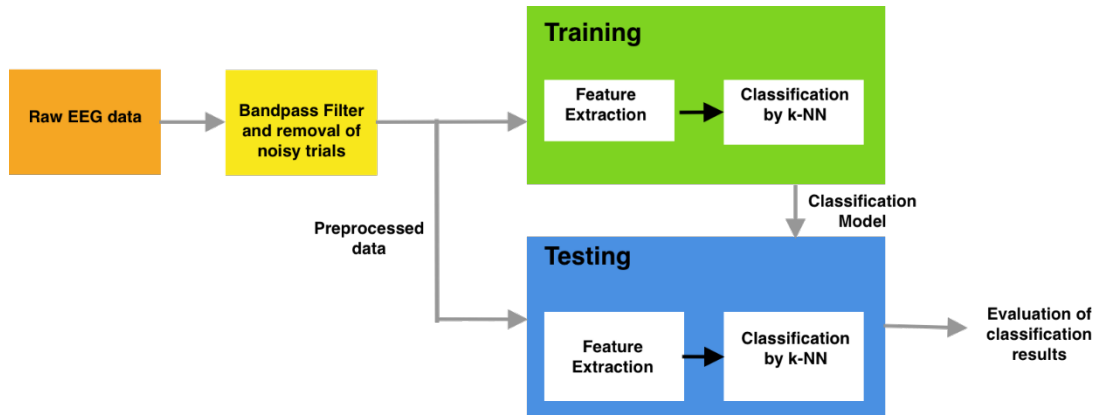 Raw EEG data
Bandpass Filter
and removal of
noisy trials
Preprocessed
data
Training
Feature
Extraction
Classification
by k-NN
Classification
Model
Testing
Feature
Extraction
Classification
by k-NN
Evaluation of
classification
results